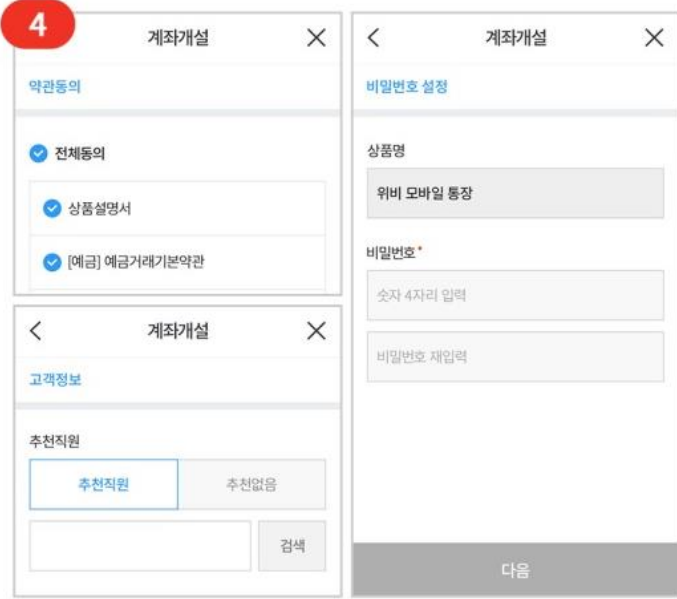 4
계좌개설
약관동의
전체동의
상품설명서
[예금] 예금거래기본약관
계좌개설
고객정보
추천직원
추천직원 추천없음
검색
계좌개설
비밀번호 설정
상품명
위비 모바일 통장
비밀번호*
숫자 4자리 입력
비밀번호 재입력
다음